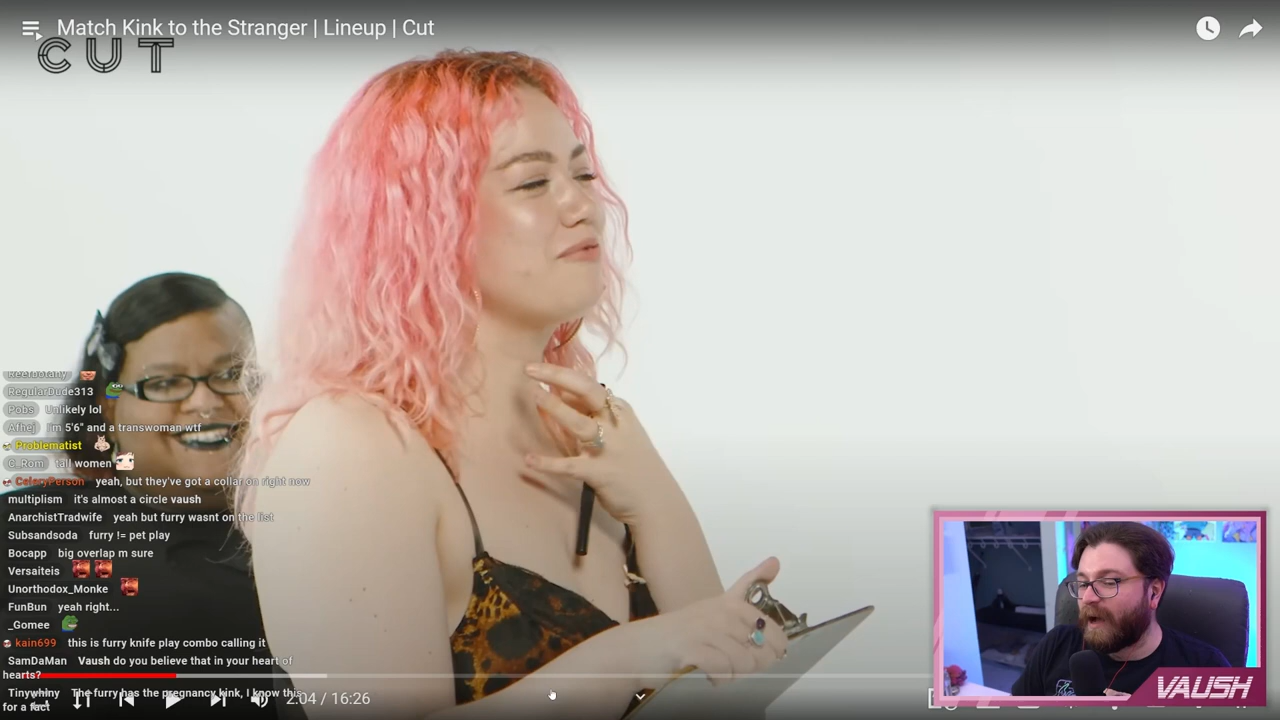 Match Kink to the Stranger | Lineup | Cut
CUT
RegularDude313
Pobs Unlikely lol
Afhej i'm 5'6" and a transwoman wtf
Problematist
C_Rom tall women
yeah, but they've got a collar on right now
multiplism it's almost a circle vaush
AnarchistTradwife yeah but furry wasnt on the list
Subsandsoda furry != pet play
Bocapp big overlap m sure
Versaiteis
Unorthodox_Monke
FunBun yeah right...
_Gomee
kain699 this is furry knife play combo calling it
SamDaMan Vaush do you believe that in your heart of
hearts?
The furry has the pregnancy kink, I know this
for a fact
2:04 / 16:26
VAUSH